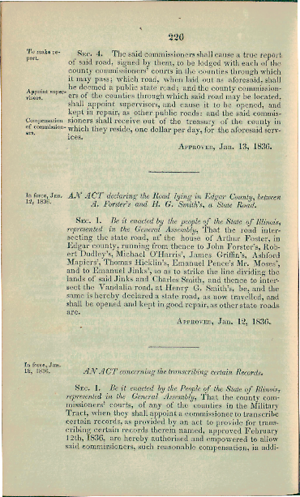 226
To make report.
SEC. 4. The said commissioners shall cause a true report
of said road, signed by them, to be lodged with each of the
county commissioners' courts in the counties through which
it may pass; which road, when laid out as aforesaid, shall
be deemed a public state road; and the county commission-
Appoint supervisors.
ers of the counties through which said road may be located,
shall appoint supervisors, and cause it to be opened, and
kept in repair, as other public roads: and the said commis-
Compensation of commission-ers.
sioners shall receive out of the treasury of the county in
which they reside, one dollar per day, for the aforesaid serv-
ices.
APPROVED, Jan. 13, 1836.
In force, Jan. 12, 1836.
AN ACT declaring the Road lying in Edgar County, between
A. Forster's and H. G. Smith's, a State Road.
SEC. 1. Be it enacted by the people of the State of Illinois,
represented in the General Assembly, That the road inter-
secting the state road, at the house of Arthur Foster, in
Edgar county, running from thence to John Forster's, Rob-
ert Dudley's, Michael O'Harris', James Griffin's, Ashford
Mapiers', Thomas Hicklin's, Emanuel Pence's Mr.
and to Emanuel Jinks', so as to strike the line dividing the
lands of said Jinks and Charles Smith, and thence to inter-
sect the Vandalia road, at Henry G. Smith's, be, and the
same is hereby declared a state road, as now travelled, and
shall be opened and kept in good repair, as other state roads
are.
APPROVED, Jan. 12, 1836.
In force, Jan. 1836.
AN ACT concerning the transcribing certain Records.
SEC. 1. Be it enacted by the People of the State of Illinois,
represented in the General Assembly, That the county com-
missioners' courts, of any of the counties in the Military
Tract, when they shall appoint a commissioner to transcribe
certain records, as provided by an act to provide for trans-
cribing certain records therein named, approved February
12th, 1836, are hereby authorised and empowered to allow
said commissioners, such reasonable compensation, in addi-